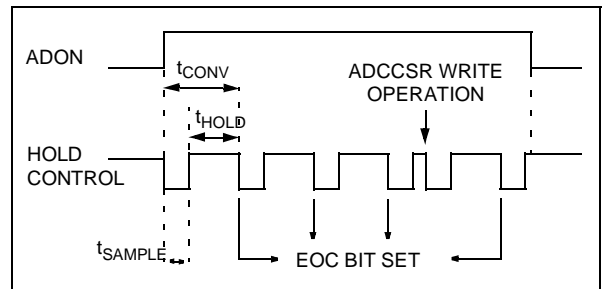 ADON
tCONV
ADCCSR WRITE
OPERATION
tHOLD
HOLD
CONTROL
tSAMPLE
EOC BIT SET